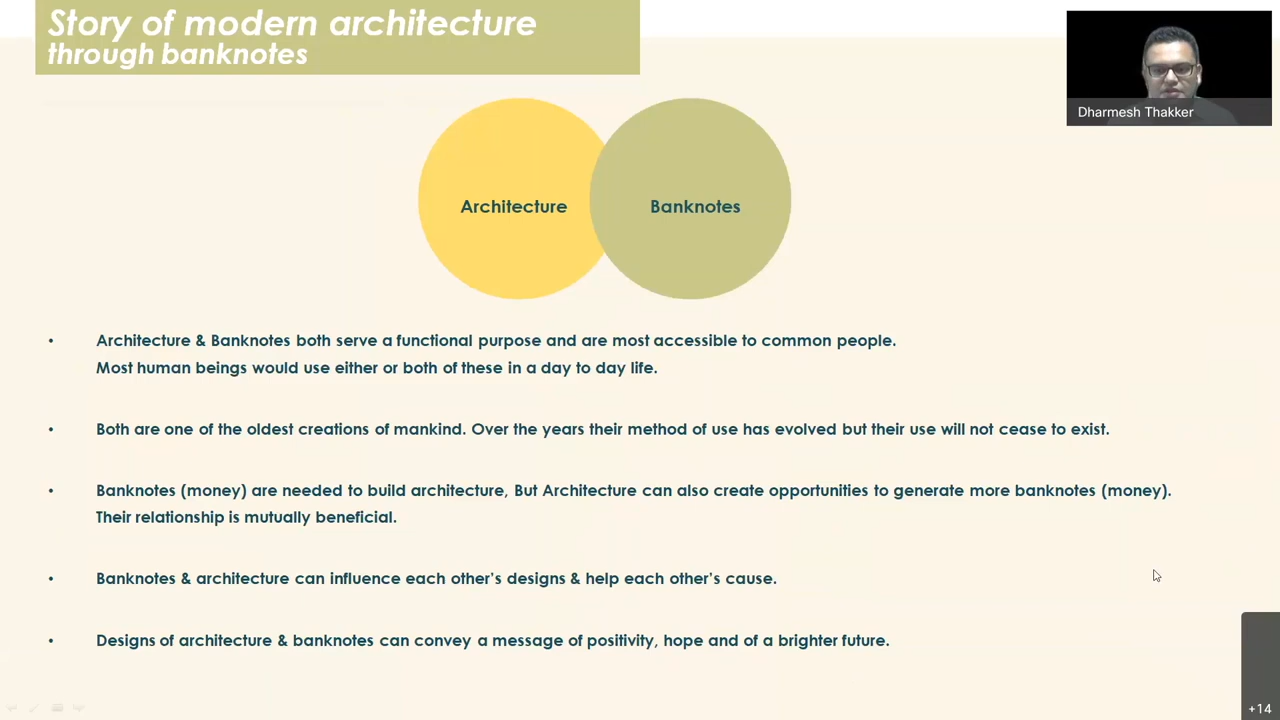 Story of modern architecture
through banknotes
Dharmesh Thakker
Architecture
Banknotes
• Architecture & Banknotes both serve a functional purpose and are most accessible to common people.
Most human beings would use either or both of these in a day to day life.
• Both are one of the oldest creations of mankind. Over the years their method of use has evolved but their use will not cease to exist.
• Banknotes (money) are needed to build architecture, But Architecture can also create opportunities to generate more banknotes (money).
Their relationship is mutually beneficial.
• Banknotes & architecture can influence each other's designs & help each other's cause.
• Designs of architecture & banknotes can convey a message of positivity, hope and of a brighter future.
+14